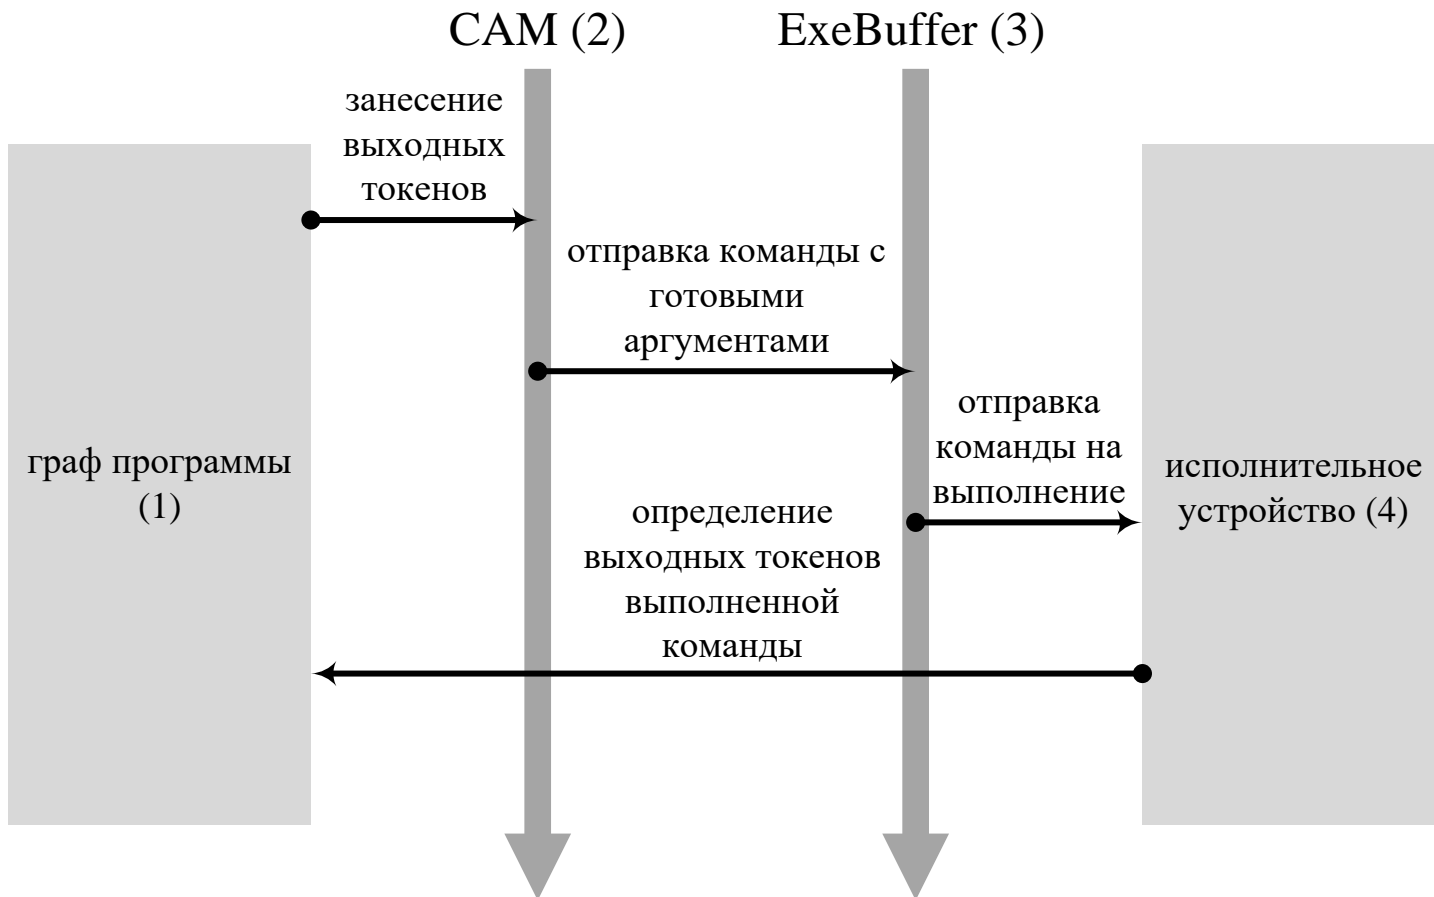 CAM (2)
ExeBuffer (3)
занесение
выходных
токенов
отправка команды с
готовыми
аргументами
отправка
команды на
выполнение
граф программы
(1)
исполнительное
устройство (4)
определение
выходных токенов
выполненной
команды